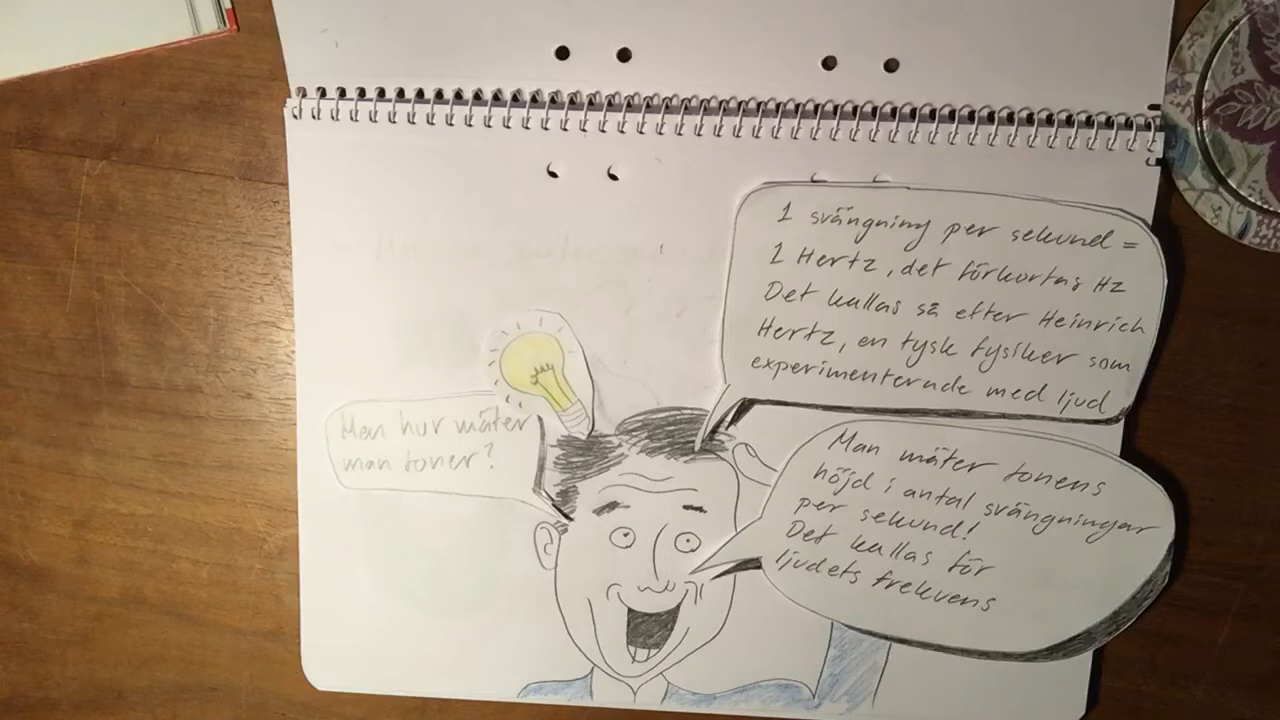 Men hur mäter
man toner?
Man mäter tonens
höjd i antal svängningar
per sekund!
Det kallas för
ljudets frekvens
1 svängning per sekund =
1 Hertz, det förkortas Hz
Det kallas så efter Heinrich
Hertz, en tysk fysiker som
experimenterade med ljud